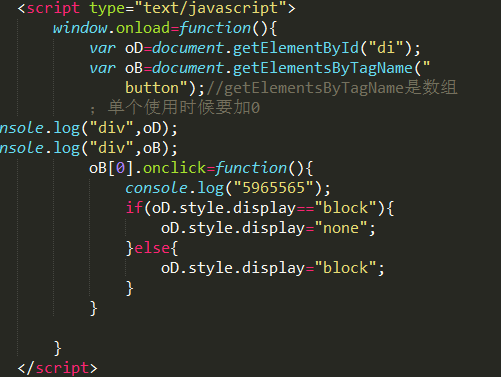 <script type="text/javascript">
window.onload=function(){
var oD=document.getElementById("di");
var oB=document.getElementsByTagName("
button");//getElementsByTagName是数组
；单个使用时候要加0
nsole.log("div",oD);
nsole.log("div",oB);
oB[0].onclick=function(){
console.log("5965565");
if(oD.style.display=="block"){
oD.style.display="none";
}else{
oD.style.display="block";
}
}
}
</script>